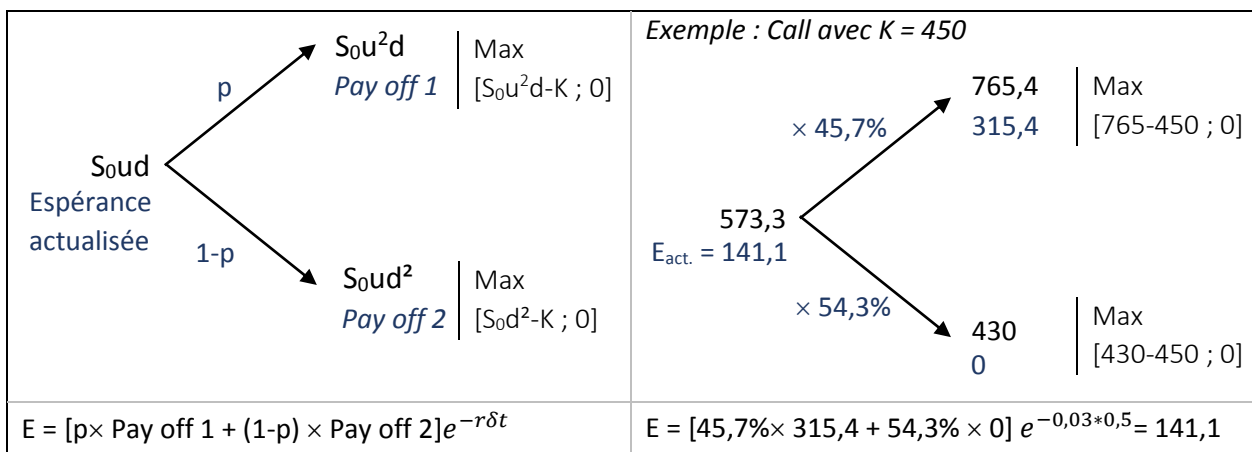 S₀u²d
Pay off 1
Max
[S₀u²d-K ; 0]
p
S₀ud
Espérance
actualisée
1-p
S₀ud²
Pay off 2
Max
[S₀d²-K ; 0]
E = [p× Pay off 1 + (1-p) × Pay off 2]e^{−rδt}
Exemple : Call avec K = 450
765,4
315,4
Max
[765-450 ; 0]
× 45,7%
573,3
E_{act.} = 141,1
× 54,3%
430
0
Max
[430-450 ; 0]
E = [45,7%× 315,4 + 54,3% × 0] e^{−0,03*0,5}= 141,1